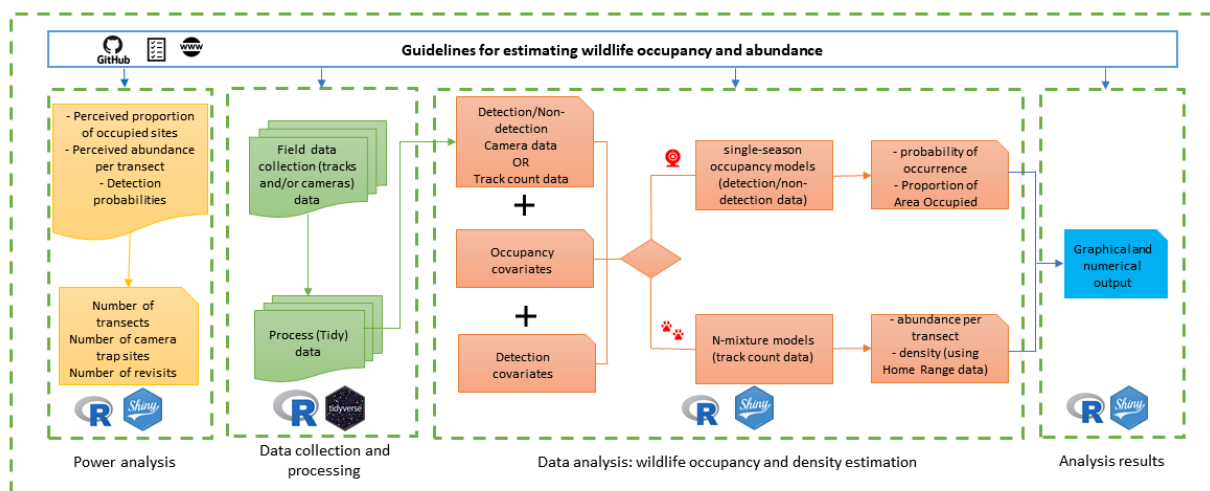 GitHub
www
Guidelines for estimating wildlife occupancy and abundance
- Perceived proportion
of occupied sites
- Perceived abundance
per transect
- Detection
probabilities
Number of
transects
Number of camera
trap sites
Number of revisits
R
Shiny
Power analysis
Field data
collection (tracks
and/or cameras)
data
Process (Tidy)
data
R
tidyverse
Data collection and
processing
Detection/Non-
detection
Camera data
OR
Track count data
+
Occupancy
covariates
+
Detection
covariates
single-season
occupancy models
(detection/non-
detection data)
- probability of
occurrence
- Proportion of
Area Occupied
N-mixture models
(track count data)
- abundance per
transect
- density (using
Home Range data)
R
Shiny
Data analysis: wildlife occupancy and density estimation
Graphical and
numerical
output
R
Shiny
Analysis results